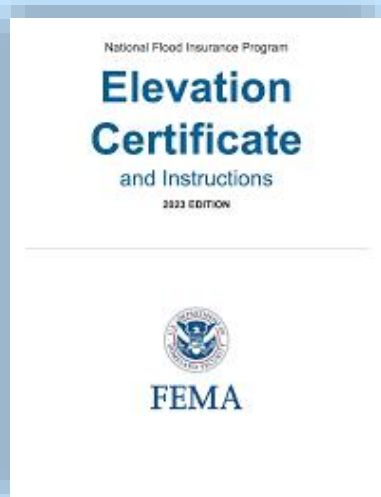 National Flood Insurance Program
Elevation
Certificate
and Instructions
2023 EDITION
FEMA